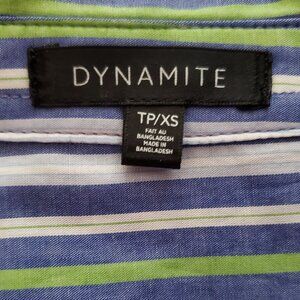 DYNAMITE
TP/XS
FAIT AU
BANGLADESH
MADE IN
BANGLADESH